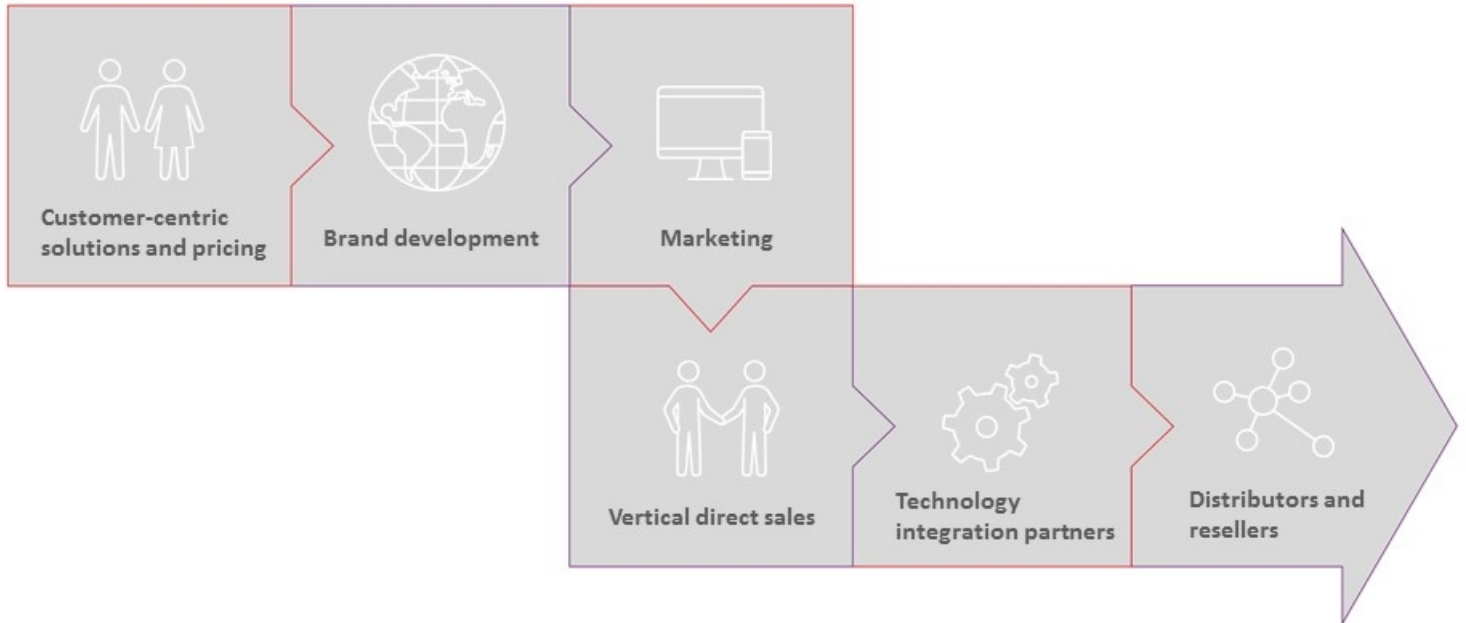 Customer-centric
solutions and pricing
Brand development
Marketing
Vertical direct sales
Technology
integration partners
Distributors and
resellers